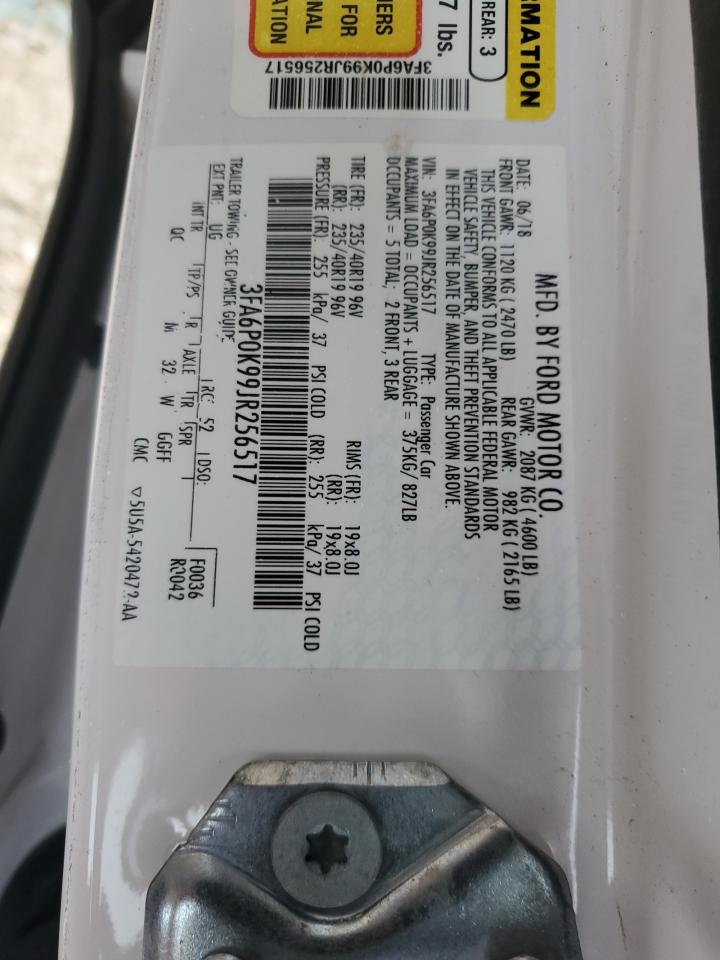 RMATION
REAR: 3
7 lbs.
NERS
FOR
NAL
ATION
3FA6P0K99JR256517
MFD. BY FORD MOTOR CO.
DATE: 06/18 GVWR: 2087 KG ( 4600 LB)
FRONT GAWR: 1120 KG ( 2470 LB) REAR GAWR: 982 KG ( 2165 LB)
THIS VEHICLE CONFORMS TO ALL APPLICABLE FEDERAL MOTOR
VEHICLE SAFETY, BUMPER, AND THEFT PREVENTION STANDARDS
IN EFFECT ON THE DATE OF MANUFACTURE SHOWN ABOVE.
VIN: 3FA6P0K99JR256517 TYPE: Passenger Car
MAXIMUM LOAD = OCCUPANTS + LUGGAGE = 375KG/ 827LB
OCCUPANTS = 5 TOTAL; 2 FRONT, 3 REAR
TIRE (FR): 235/40R19 96V RIMS (FR): 19x8.0J
(RR): 235/40R19 96V (RR): 19x8.0J
PRESSURE (FR): 255 kPa/ 37 PSI COLD (RR): 255 kPa/ 37 PSI COLD
3FA6P0K99JR256517
TRAILER TOWING - SEE OWNER GUIDE
EXT PNT: UG RC: 52 DSO: F0036
R0042
INT TR TP/PS R AXLE TR SPR
QC M 32 W GGFF
CMC ▽5U5A-5420472-AA